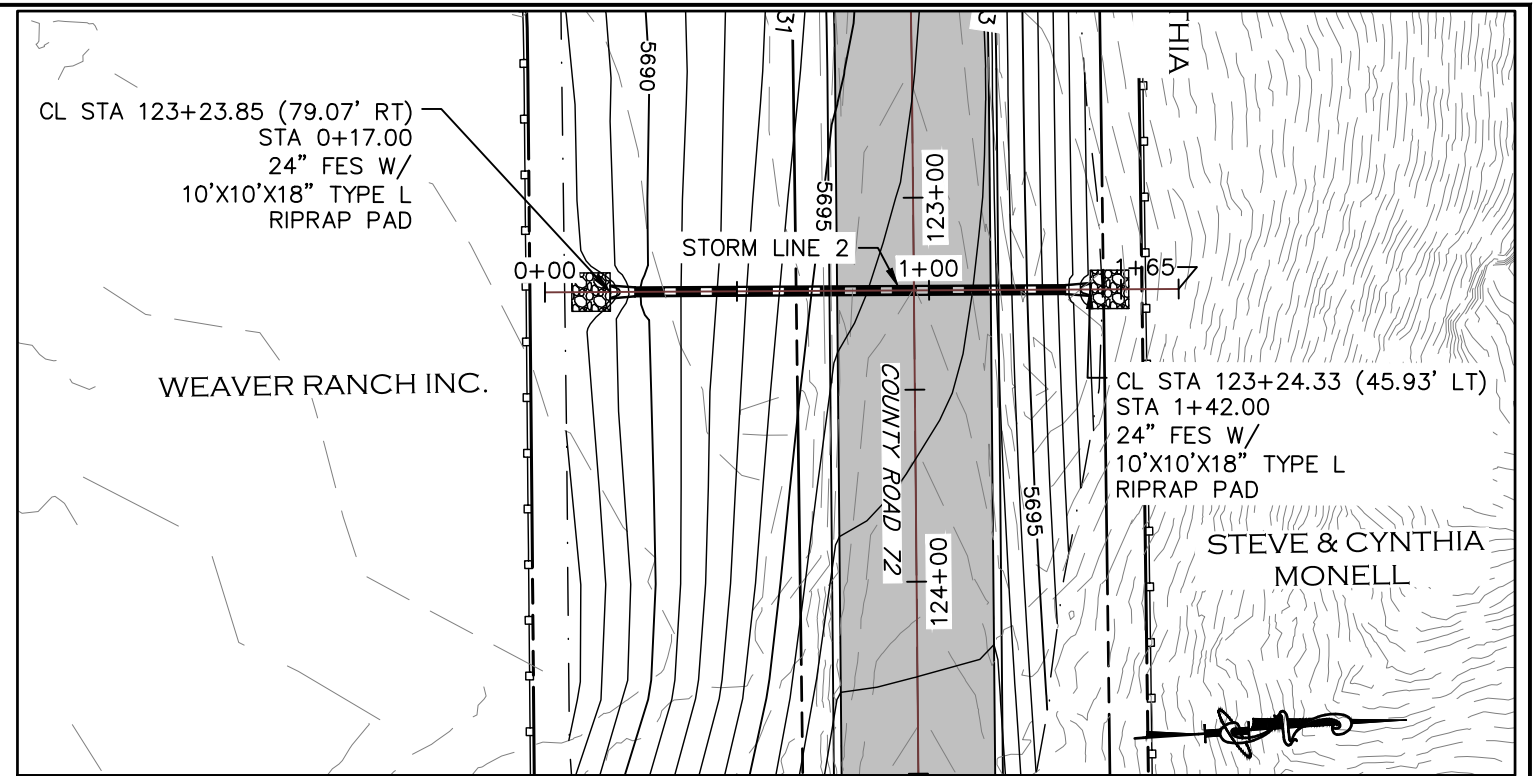 31
3
THIA
5690
CL STA 123+23.85 (79.07' RT)
STA 0+17.00
24" FES W/
10'X10'X18" TYPE L
RIPRAP PAD
5695
123+00
STORM LINE 2
0+00
1+00
1+65
WEAVER RANCH INC.
COUNTY ROAD 72
CL STA 123+24.33 (45.93' LT)
STA 1+42.00
24" FES W/
10'X10'X18" TYPE L
RIPRAP PAD
5695
124+00
STEVE & CYNTHIA
MONELL